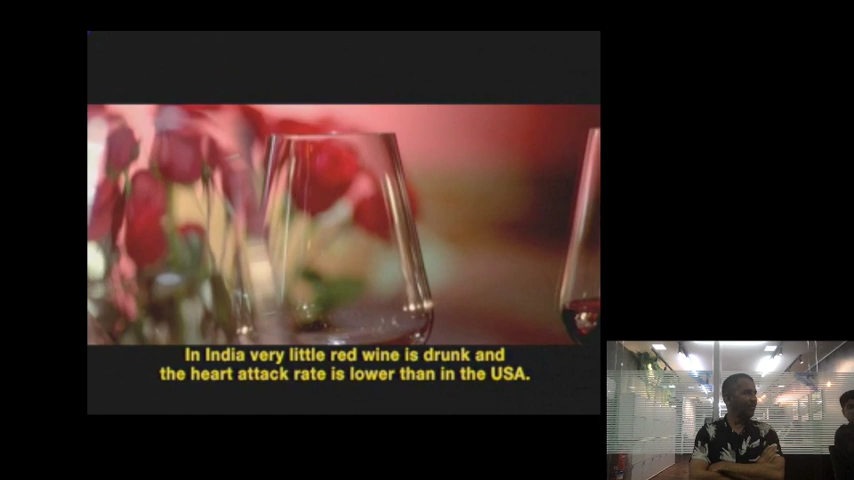 In India very little red wine is drunk and
the heart attack rate is lower than in the USA.